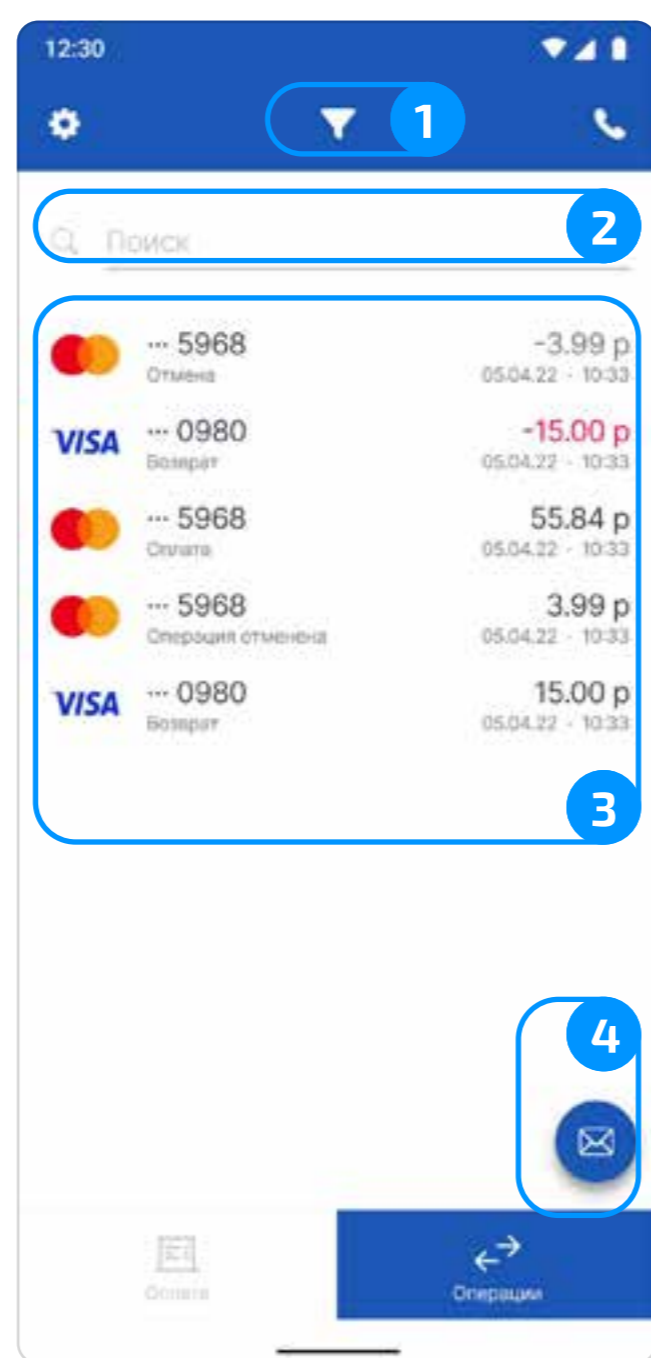 12:30
1
Поиск
2
··· 5968 -3.99 р
Отмена 05.04.22 - 10:33
VISA ··· 0980 -15.00 р
Возврат 05.04.22 - 10:33
··· 5968 55.84 р
Оплата 05.04.22 - 10:33
··· 5968 3.99 р
Операция отменена 05.04.22 - 10:33
VISA ··· 0980 15.00 р
Возврат 05.04.22 - 10:33
3
4
Оплата Операции